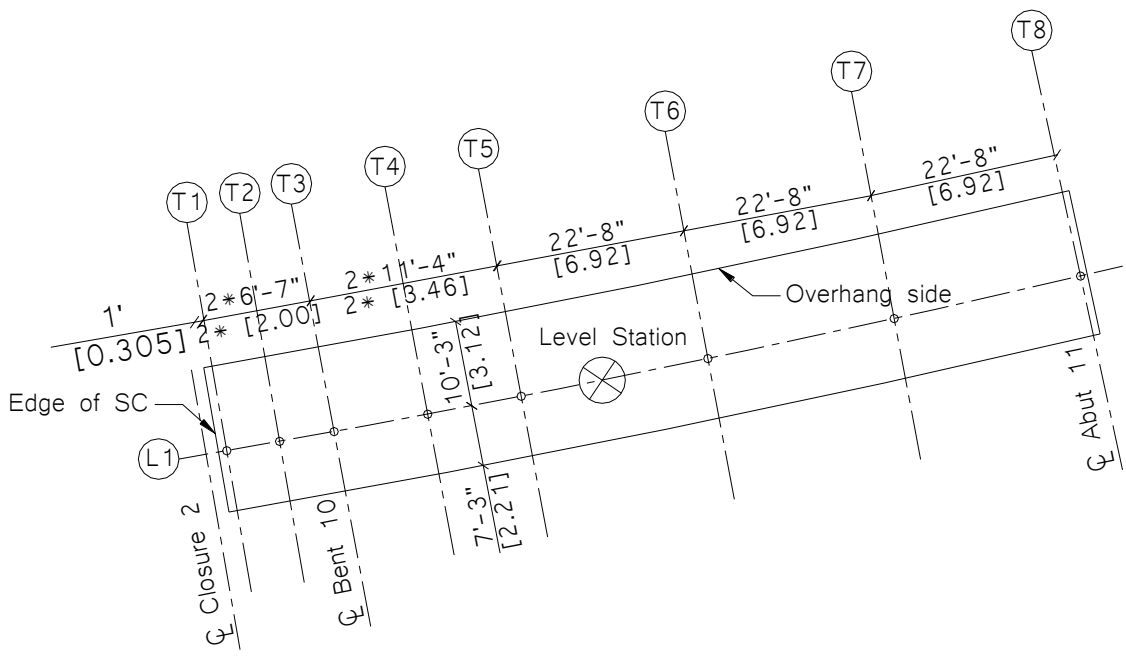 T8
T7
T6
T5
T4
T3
T2
T1
22'-8"
[6.92]
22'-8"
[6.92]
22'-8"
[6.92]
2*11'-4"
2* [3.46]
2*6'-7"
2* [2.00]
1'
[0.305]
Overhang side
10'-3"
[3.12]
Level Station
Edge of SC
L1
7'-3"
[2.21]
℄ Closure 2
℄ Bent 10
℄ Abut 11